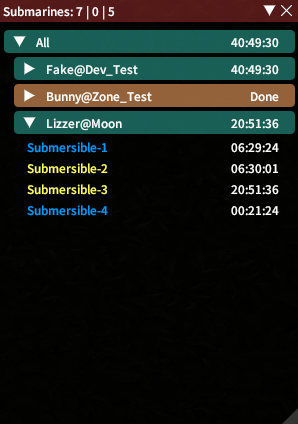 Submarines: 7 | 0 | 5
All 40:49:30
Fake@Dev_Test 40:49:30
Bunny@Zone_Test Done
Lizzer@Moon 20:51:36
Submersible-1 06:29:24
Submersible-2 06:30:01
Submersible-3 20:51:36
Submersible-4 00:21:24